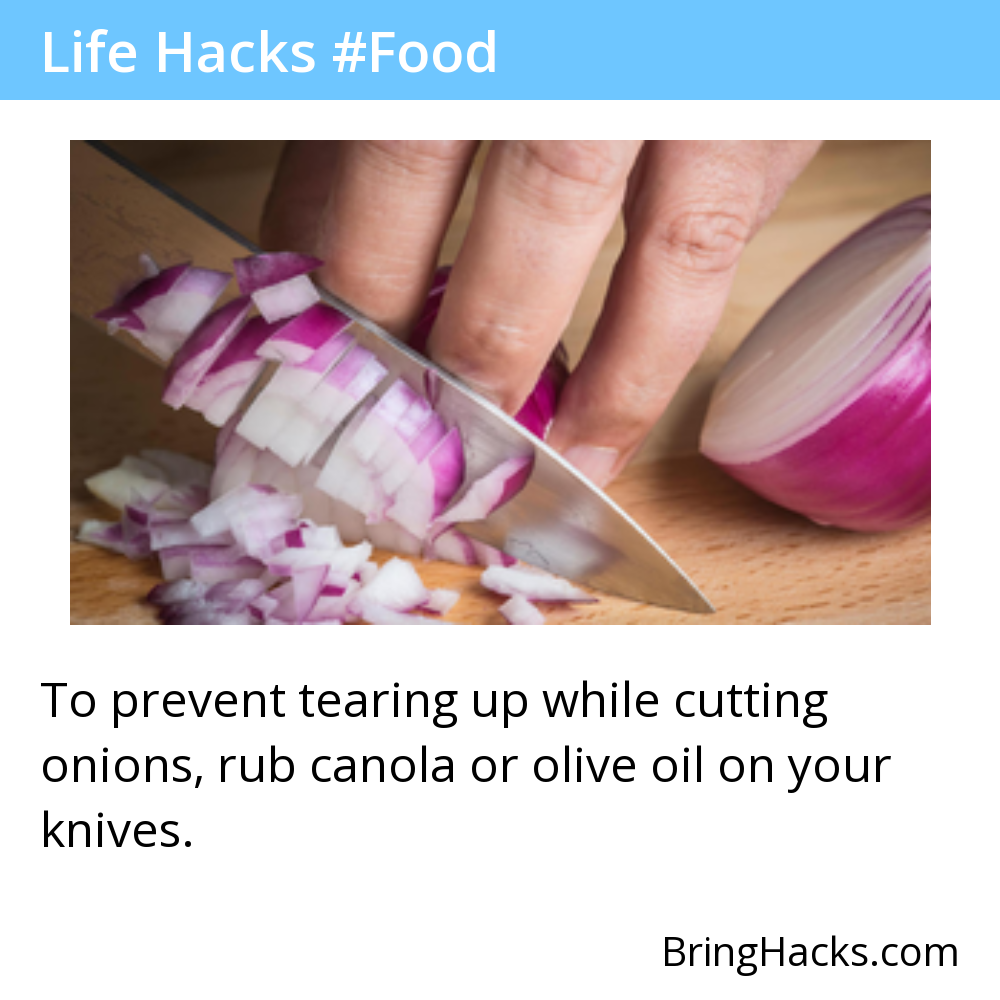 Life Hacks #Food
To prevent tearing up while cutting
onions, rub canola or olive oil on your
knives.
BringHacks.com